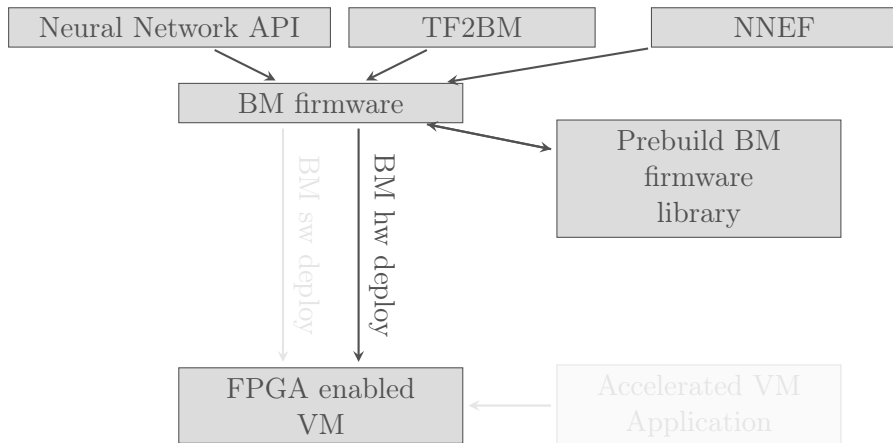 Neural Network API
TF2BM
NNEF
BM firmware
Prebuild BM
firmware
library
BM sw deploy
BM hw deploy
FPGA enabled
VM
Accelerated VM
Application